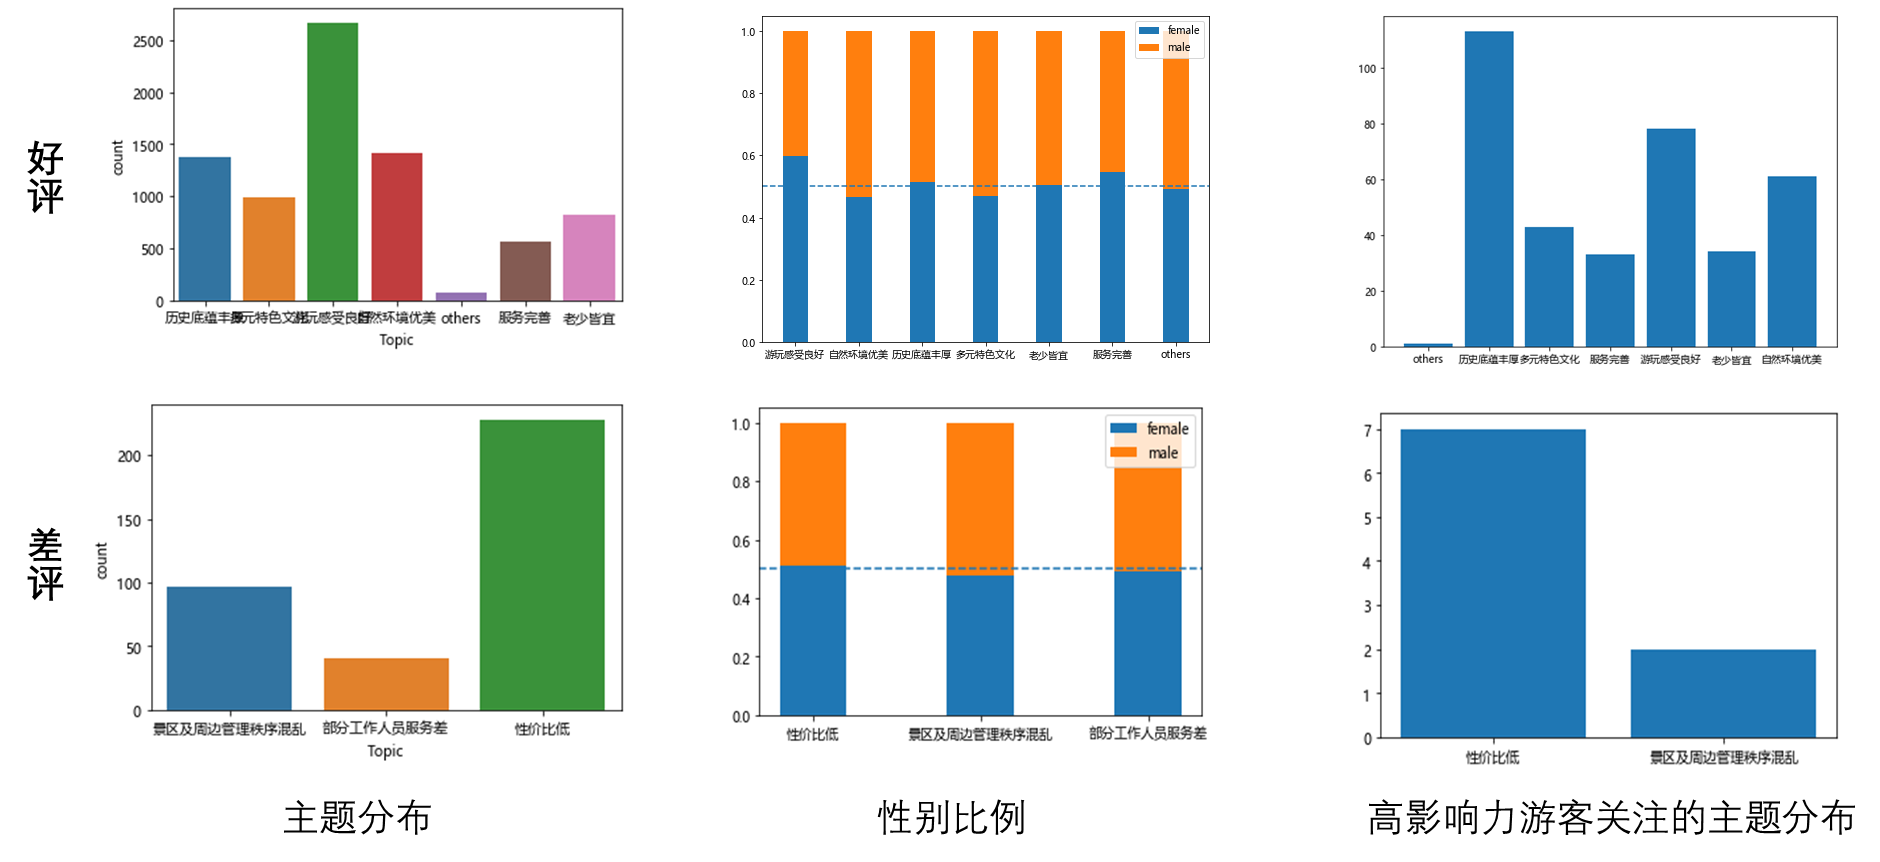 好评
2500
2000
1500
1000
500
0
count
历史底蕴丰厚
多元特色文化
游玩感受良好
自然环境优美
others
服务完善
老少皆宜
Topic
1.0
0.8
0.6
0.4
0.2
0.0
female
male
游玩感受良好
自然环境优美
历史底蕴丰厚
多元特色文化
老少皆宜
服务完善
others
100
80
60
40
20
0
others
历史底蕴丰厚
多元特色文化
服务完善
游玩感受良好
老少皆宜
自然环境优美
差评
200
150
100
50
0
count
景区及周边管理秩序混乱
部分工作人员服务差
性价比低
Topic
1.0
0.8
0.6
0.4
0.2
0.0
female
male
性价比低
景区及周边管理秩序混乱
部分工作人员服务差
7
6
5
4
3
2
1
0
性价比低
景区及周边管理秩序混乱
主题分布
性别比例
高影响力游客关注的主题分布